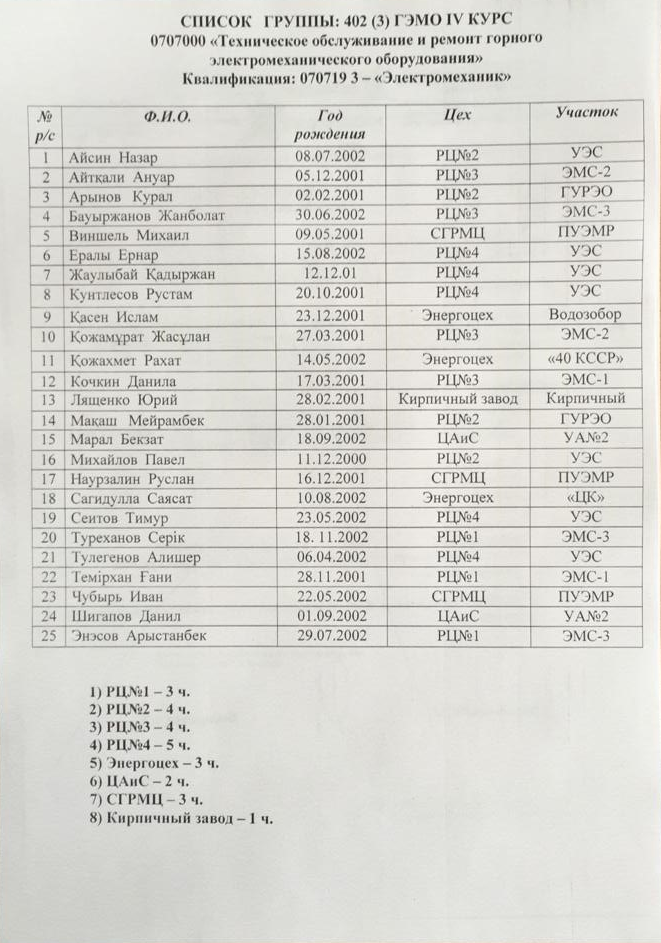 СПИСОК ГРУППЫ: 402 (3) ГЭМО IV КУРС
0707000 «Техническое обслуживание и ремонт горного
электромеханического оборудования»
Квалификация: 070719 3 – «Электромеханик»
№ р/с Ф.И.О. Год рождения Цех Участок
1 Айсин Назар 08.07.2002 РЦ№2 УЭС
2 Айткали Ануар 05.12.2001 РЦ№3 ЭМС-2
3 Арынов Курал 02.02.2001 РЦ№2 ГУРЭО
4 Бауыржанов Жанболат 30.06.2002 РЦ№3 ЭМС-3
5 Виншель Михаил 09.05.2001 СГРМЦ ПУЭМР
6 Ералы Ернар 15.08.2002 РЦ№4 УЭС
7 Жаулыбай Қадыржан 12.12.01 РЦ№4 УЭС
8 Кунтлесов Рустам 20.10.2001 РЦ№4 УЭС
9 Қасен Ислам 23.12.2001 Энергоцех Водозобор
10 Қожамұрат Жасұлан 27.03.2001 РЦ№3 ЭМС-2
11 Қожахмет Рахат 14.05.2002 Энергоцех «40 КССР»
12 Кочкин Данила 17.03.2001 РЦ№3 ЭМС-1
13 Лященко Юрий 28.02.2001 Кирпичный завод Кирпичный
14 Мақаш Мейрамбек 28.01.2001 РЦ№2 ГУРЭО
15 Марал Бекзат 18.09.2002 ЦАиС УА№2
16 Михайлов Павел 11.12.2000 РЦ№2 УЭС
17 Наурзалин Руслан 16.12.2001 СГРМЦ ПУЭМР
18 Сагидулла Саясат 10.08.2002 Энергоцех «ЦК»
19 Сеитов Тимур 23.05.2002 РЦ№4 УЭС
20 Туреханов Серік 18. 11.2002 РЦ№1 ЭМС-3
21 Тулегенов Алишер 06.04.2002 РЦ№4 УЭС
22 Темірхан Ғани 28.11.2001 РЦ№1 ЭМС-1
23 Чубырь Иван 22.05.2002 СГРМЦ ПУЭМР
24 Шигапов Данил 01.09.2002 ЦАиС УА№2
25 Энэсов Арыстанбек 29.07.2002 РЦ№1 ЭМС-3
1) РЦ№1 – 3 ч.
2) РЦ№2 – 4 ч.
3) РЦ№3 – 4 ч.
4) РЦ№4 – 5 ч.
5) Энергоцех – 3 ч.
6) ЦАиС – 2 ч.
7) СГРМЦ – 3 ч.
8) Кирпичный завод – 1 ч.